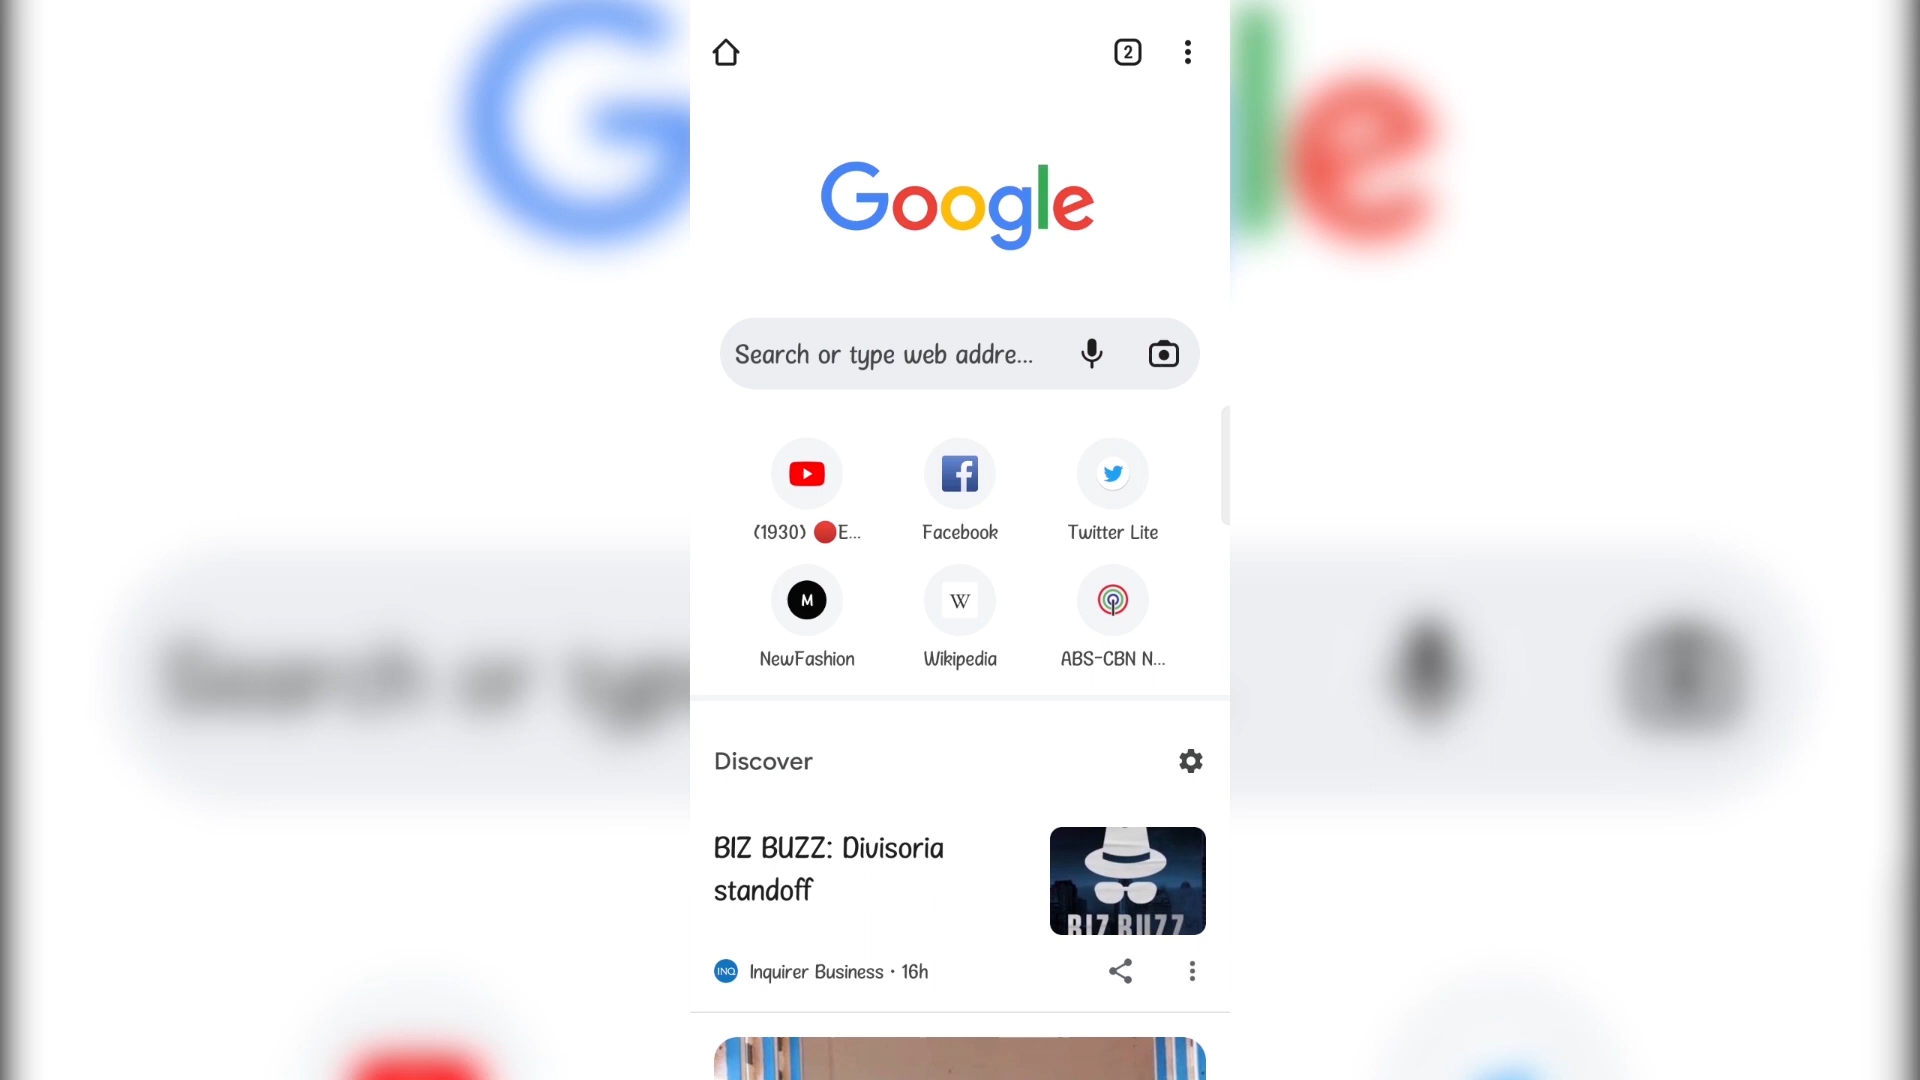 2
Google
Search or type web addre...
(1930) 🔴E...
Facebook
Twitter Lite
M
NewFashion
W
Wikipedia
ABS-CBN N...
Discover
BIZ BUZZ: Divisoria
standoff
BIZ BUZZ
INQ
Inquirer Business · 16h